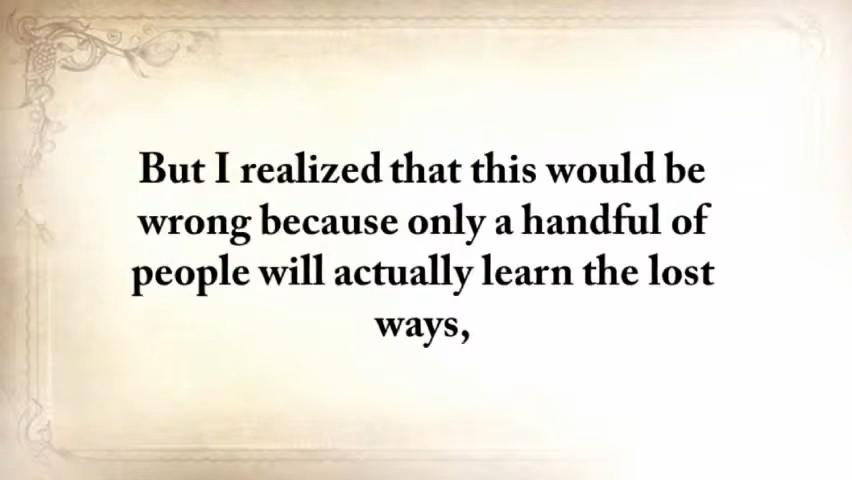 But I realized that this would be
wrong because only a handful of
people will actually learn the lost
ways,